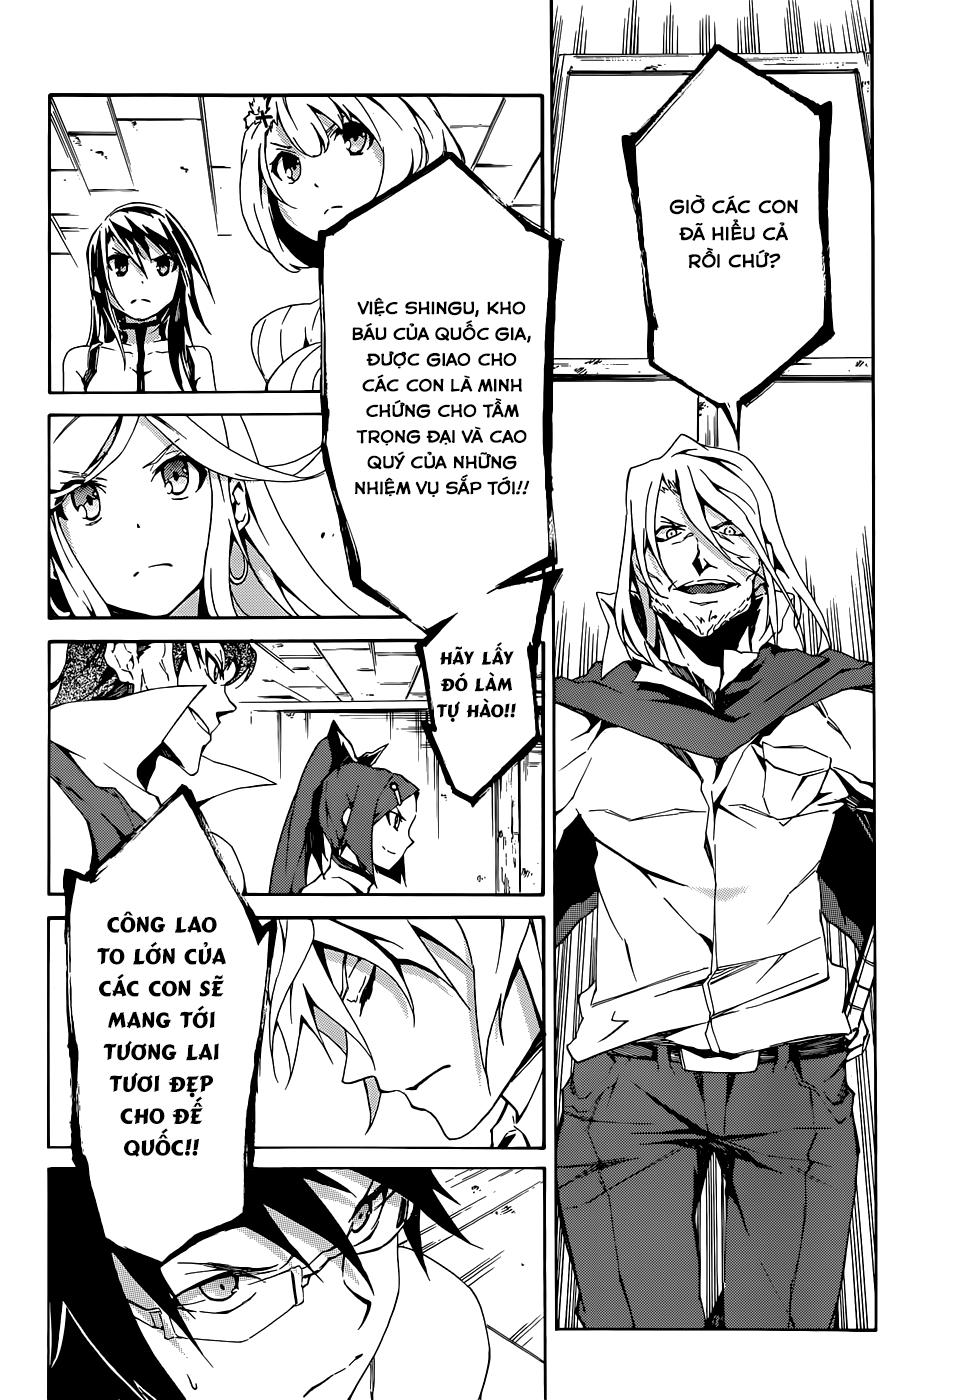 GIỜ CÁC CON
ĐÃ HIỂU CẢ
RỒI CHỨ?
VIỆC SHINGU, KHO
BÁU CỦA QUỐC GIA,
ĐƯỢC GIAO CHO
CÁC CON LÀ MINH
CHỨNG CHO TẦM
TRỌNG ĐẠI VÀ CAO
QUÝ CỦA NHỮNG
NHIỆM VỤ SẮP TỚI!!
HÃY LẤY
ĐÓ LÀM
TỰ HÀO!!
CÔNG LAO
TO LỚN CỦA
CÁC CON SẼ
MANG TỚI
TƯƠNG LAI
TƯƠI ĐẸP
CHO ĐẾ
QUỐC!!